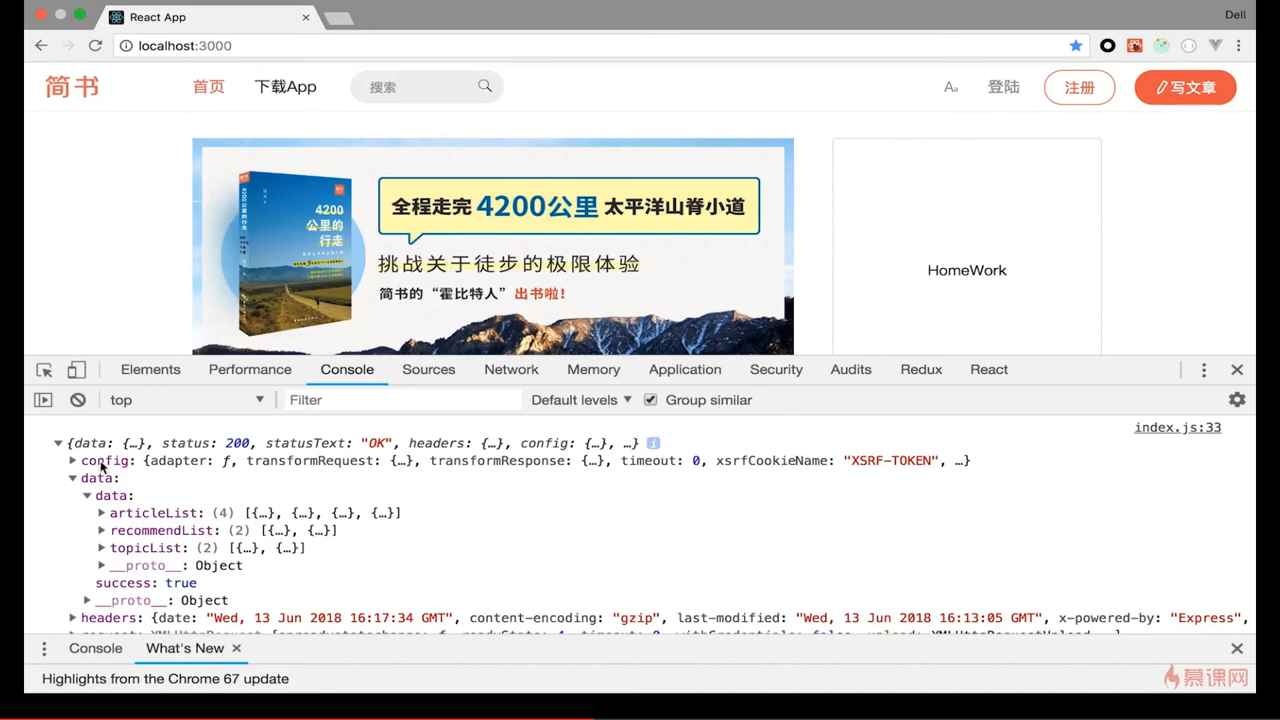 React App
Dell
localhost:3000
简书 首页 下载App 搜索 Aa 登陆 注册 写文章
全程走完 4200公里 太平洋山脊小道
4200
公里的
行走
挑战关于徒步的极限体验
简书的“霍比特人”出书啦！
HomeWork
Elements Performance Console Sources Network Memory Application Security Audits Redux React
top Filter Default levels Group similar
index.js:33
{data: {…}, status: 200, statusText: "OK", headers: {…}, config: {…}, …}
config: {adapter: ƒ, transformRequest: {…}, transformResponse: {…}, timeout: 0, xsrfCookieName: "XSRF-TOKEN", …}
data:
data:
articleList: (4) [{…}, {…}, {…}, {…}]
recommendList: (2) [{…}, {…}]
topicList: (2) [{…}, {…}]
__proto__: Object
success: true
__proto__: Object
headers: {date: "Wed, 13 Jun 2018 16:17:34 GMT", content-encoding: "gzip", last-modified: "Wed, 13 Jun 2018 16:13:05 GMT", x-powered-by: "Express",
Console What's New
Highlights from the Chrome 67 update
慕课网